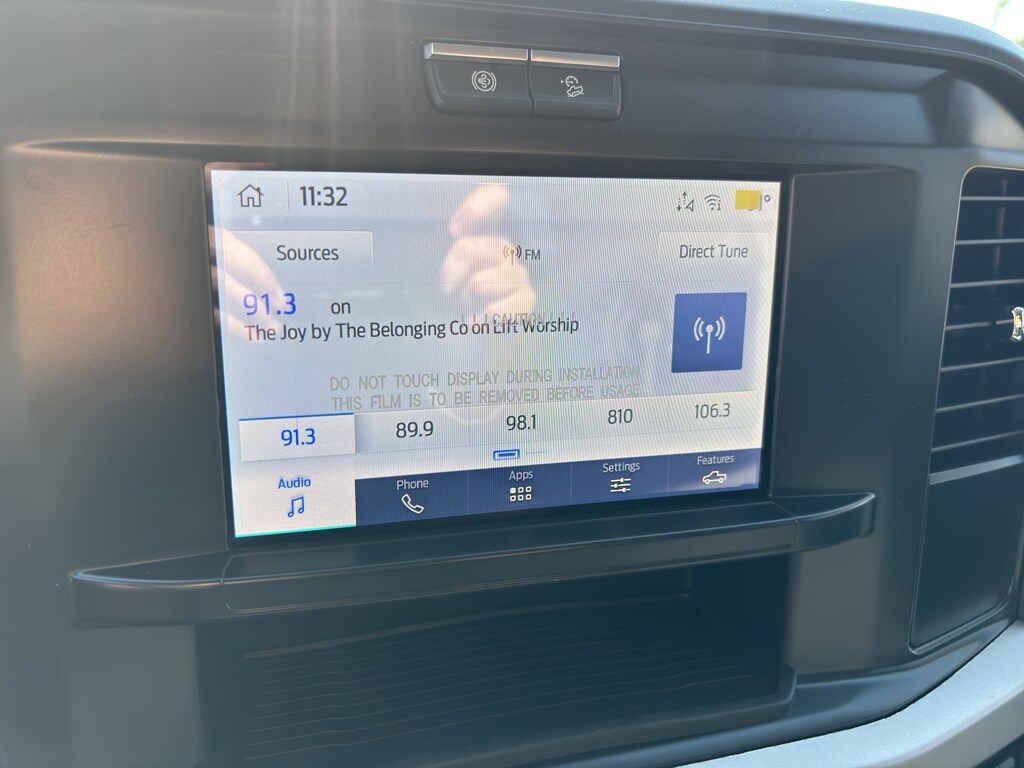 11:32
Sources
FM
Direct Tune
91.3 on
The Joy by The Belonging Co on Lift Worship
CAUTION
DO NOT TOUCH DISPLAY DURING INSTALLATION
THIS FILM IS TO BE REMOVED BEFORE USAGE
91.3 89.9 98.1 810 106.3
Audio Phone Apps Settings Features